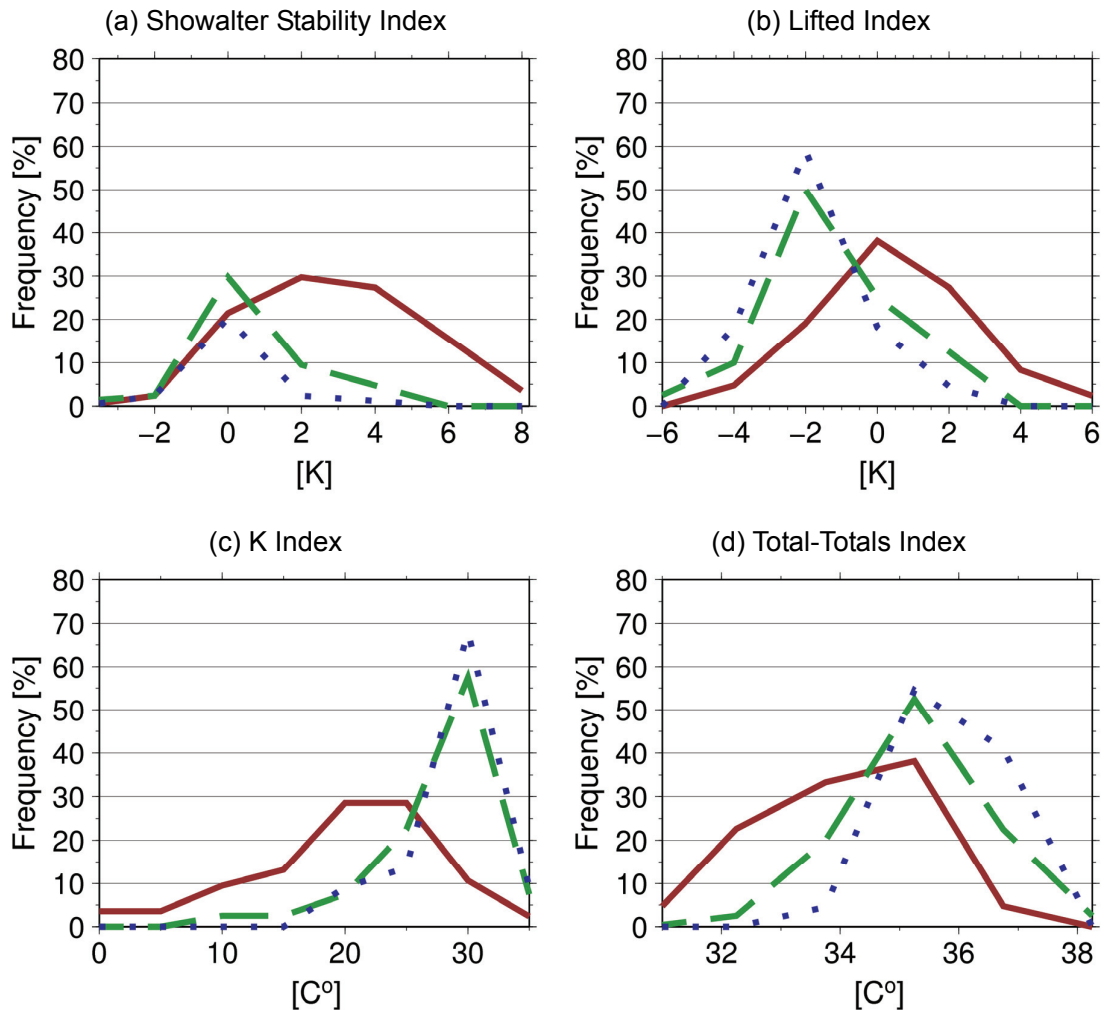 (a) Showalter Stability Index
80
70
60
50
40
30
20
10
0
Frequency [%]
−2 0 2 4 6 8
[K]
(b) Lifted Index
80
70
60
50
40
30
20
10
0
Frequency [%]
−6 −4 −2 0 2 4 6
[K]
(c) K Index
80
70
60
50
40
30
20
10
0
Frequency [%]
0 10 20 30
[Cº]
(d) Total-Totals Index
80
70
60
50
40
30
20
10
0
Frequency [%]
32 34 36 38
[Cº]